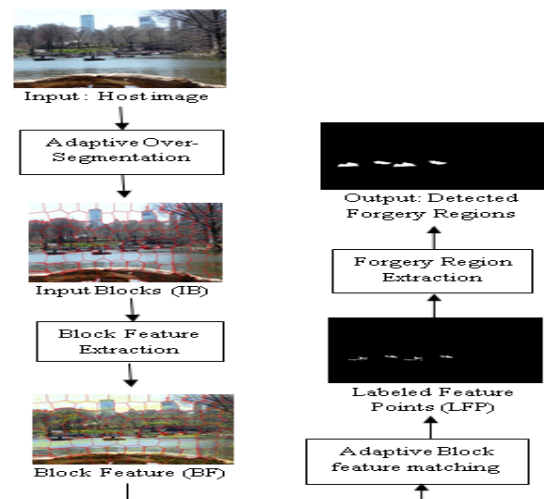 Input : Host image
Adaptive Over-
Segmentation
Input Blocks (IB)
Block Feature
Extraction
Block Feature (BF)
Output: Detected
Forgery Regions
Forgery Region
Extraction
Labeled Feature
Points (LFP)
Adaptive Block
feature matching